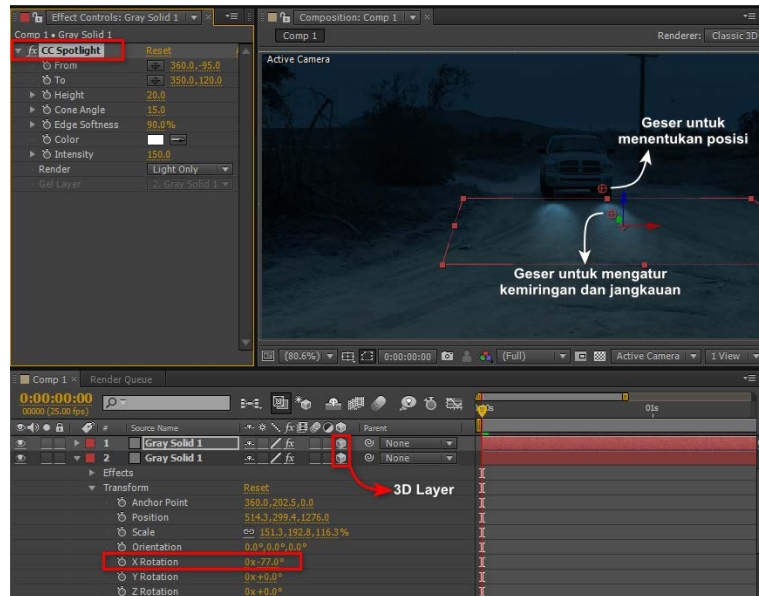 Effect Controls: Gray Solid 1
Comp 1 • Gray Solid 1
fx CC Spotlight Reset
From 360.0,-95.0
To 350.0,120.0
Height 20.0
Cone Angle 15.0
Edge Softness 90.0%
Color
Intensity 150.0
Render Light Only
Gel Layer 2. Gray Solid 1
Composition: Comp 1
Comp 1 Renderer: Classic 3D
Active Camera
Geser untuk
menentukan posisi
Geser untuk mengatur
kemiringan dan jangkauan
(80.6%) 0:00:00:00 (Full) Active Camera 1 View
Comp 1 × Render Queue
0:00:00:00
00000 (25.00 fps)
01s
# Source Name fx Parent
1 Gray Solid 1 fx None
2 Gray Solid 1 fx None
Effects
Transform Reset
3D Layer
Anchor Point 360.0,202.5,0.0
Position 514.3,299.4,1276.0
Scale 151.3,192.8,116.3%
Orientation 0.0°,0.0°,0.0°
X Rotation 0x-77.0°
Y Rotation 0x+0.0°
Z Rotation 0x+0.0°